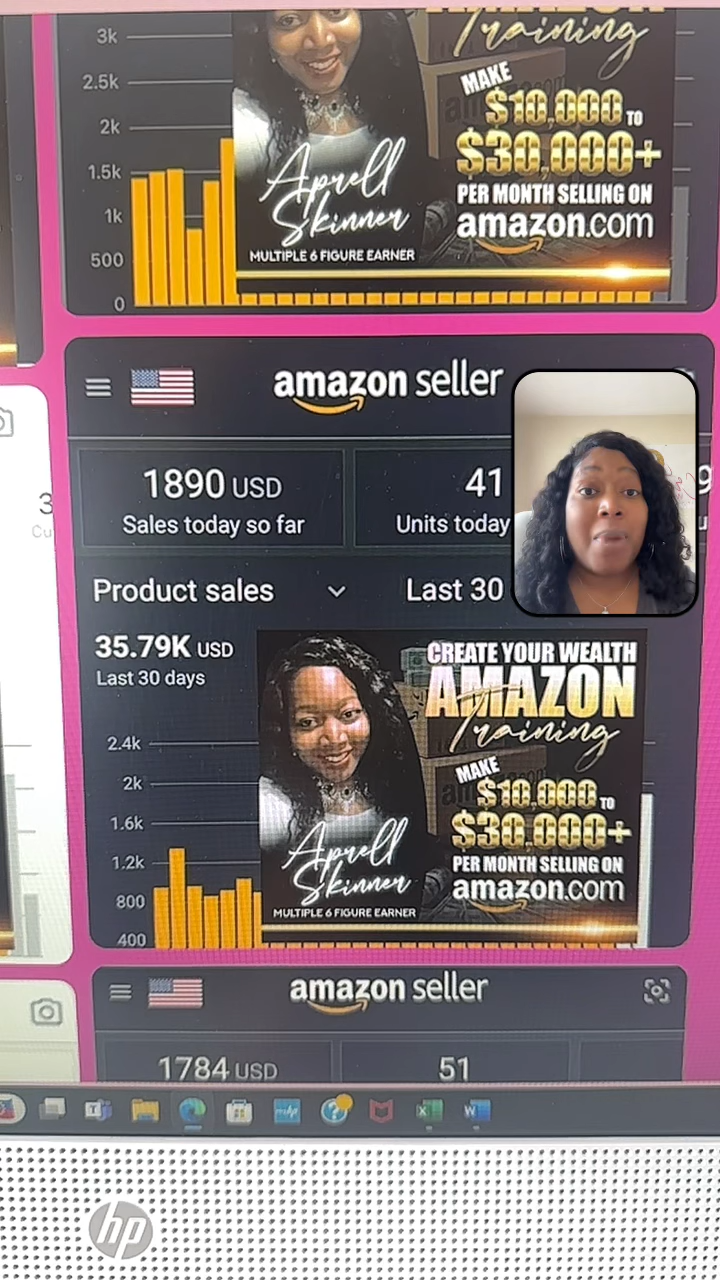 AMAZON
Training
3k
2.5k
2k
1.5k
1k
500
0
MAKE
$10,000 TO
$30,000+
PER MONTH SELLING ON
amazon.com
Aprell
Skinner
MULTIPLE 6 FIGURE EARNER
amazon seller
1890 USD
Sales today so far
41
Units today
3
Cu
9
u
Product sales
Last 30
35.79K USD
Last 30 days
2.4k
2k
1.6k
1.2k
800
400
CREATE YOUR WEALTH
AMAZON
Training
MAKE
$10,000 TO
$30,000+
PER MONTH SELLING ON
amazon.com
Aprell
Skinner
MULTIPLE 6 FIGURE EARNER
amazon seller
1784 USD
51
hp